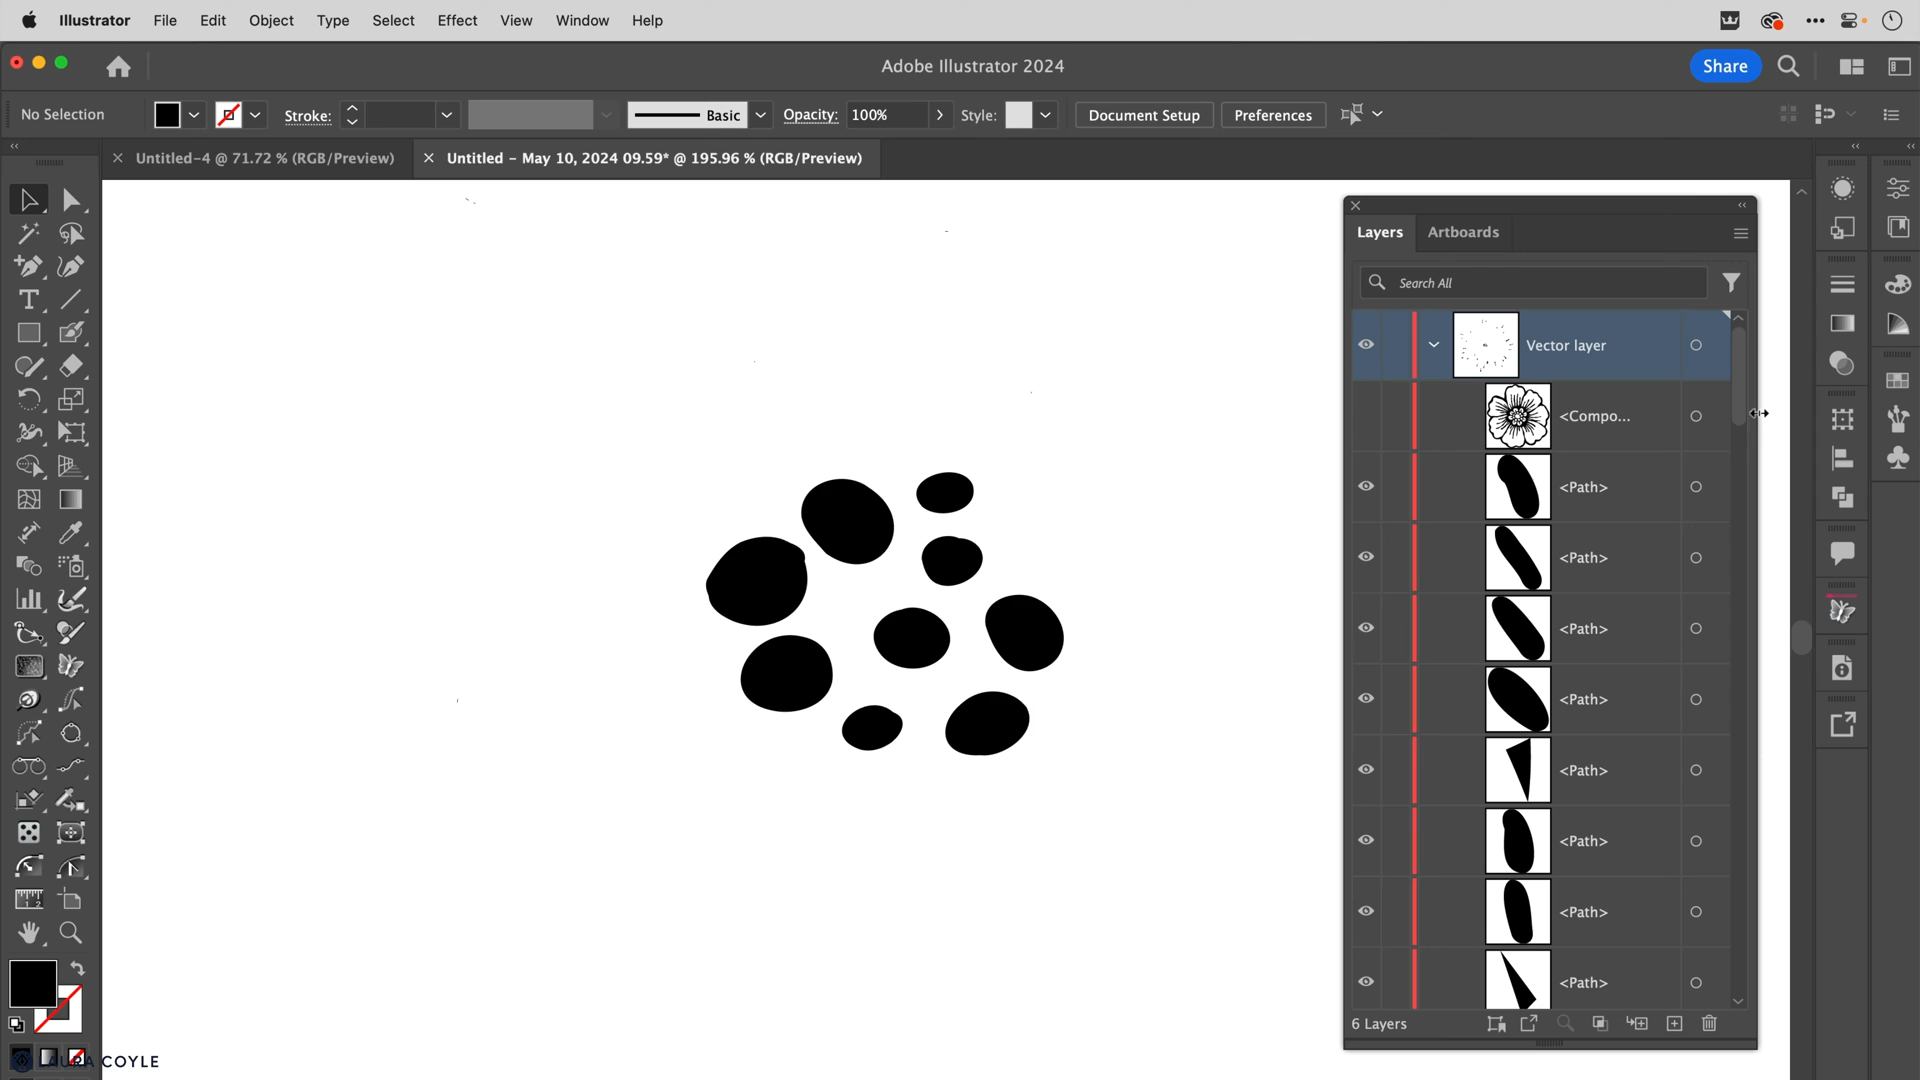 Illustrator File Edit Object Type Select Effect View Window Help
Adobe Illustrator 2024
Share
No Selection
Stroke:
Basic
Opacity:
100%
Style:
Document Setup
Preferences
Untitled-4 @ 71.72 % (RGB/Preview)
Untitled - May 10, 2024 09.59* @ 195.96 % (RGB/Preview)
Layers
Artboards
Search All
Vector layer
<Compo...
<Path>
<Path>
<Path>
<Path>
<Path>
<Path>
<Path>
<Path>
6 Layers
LAURA COYLE